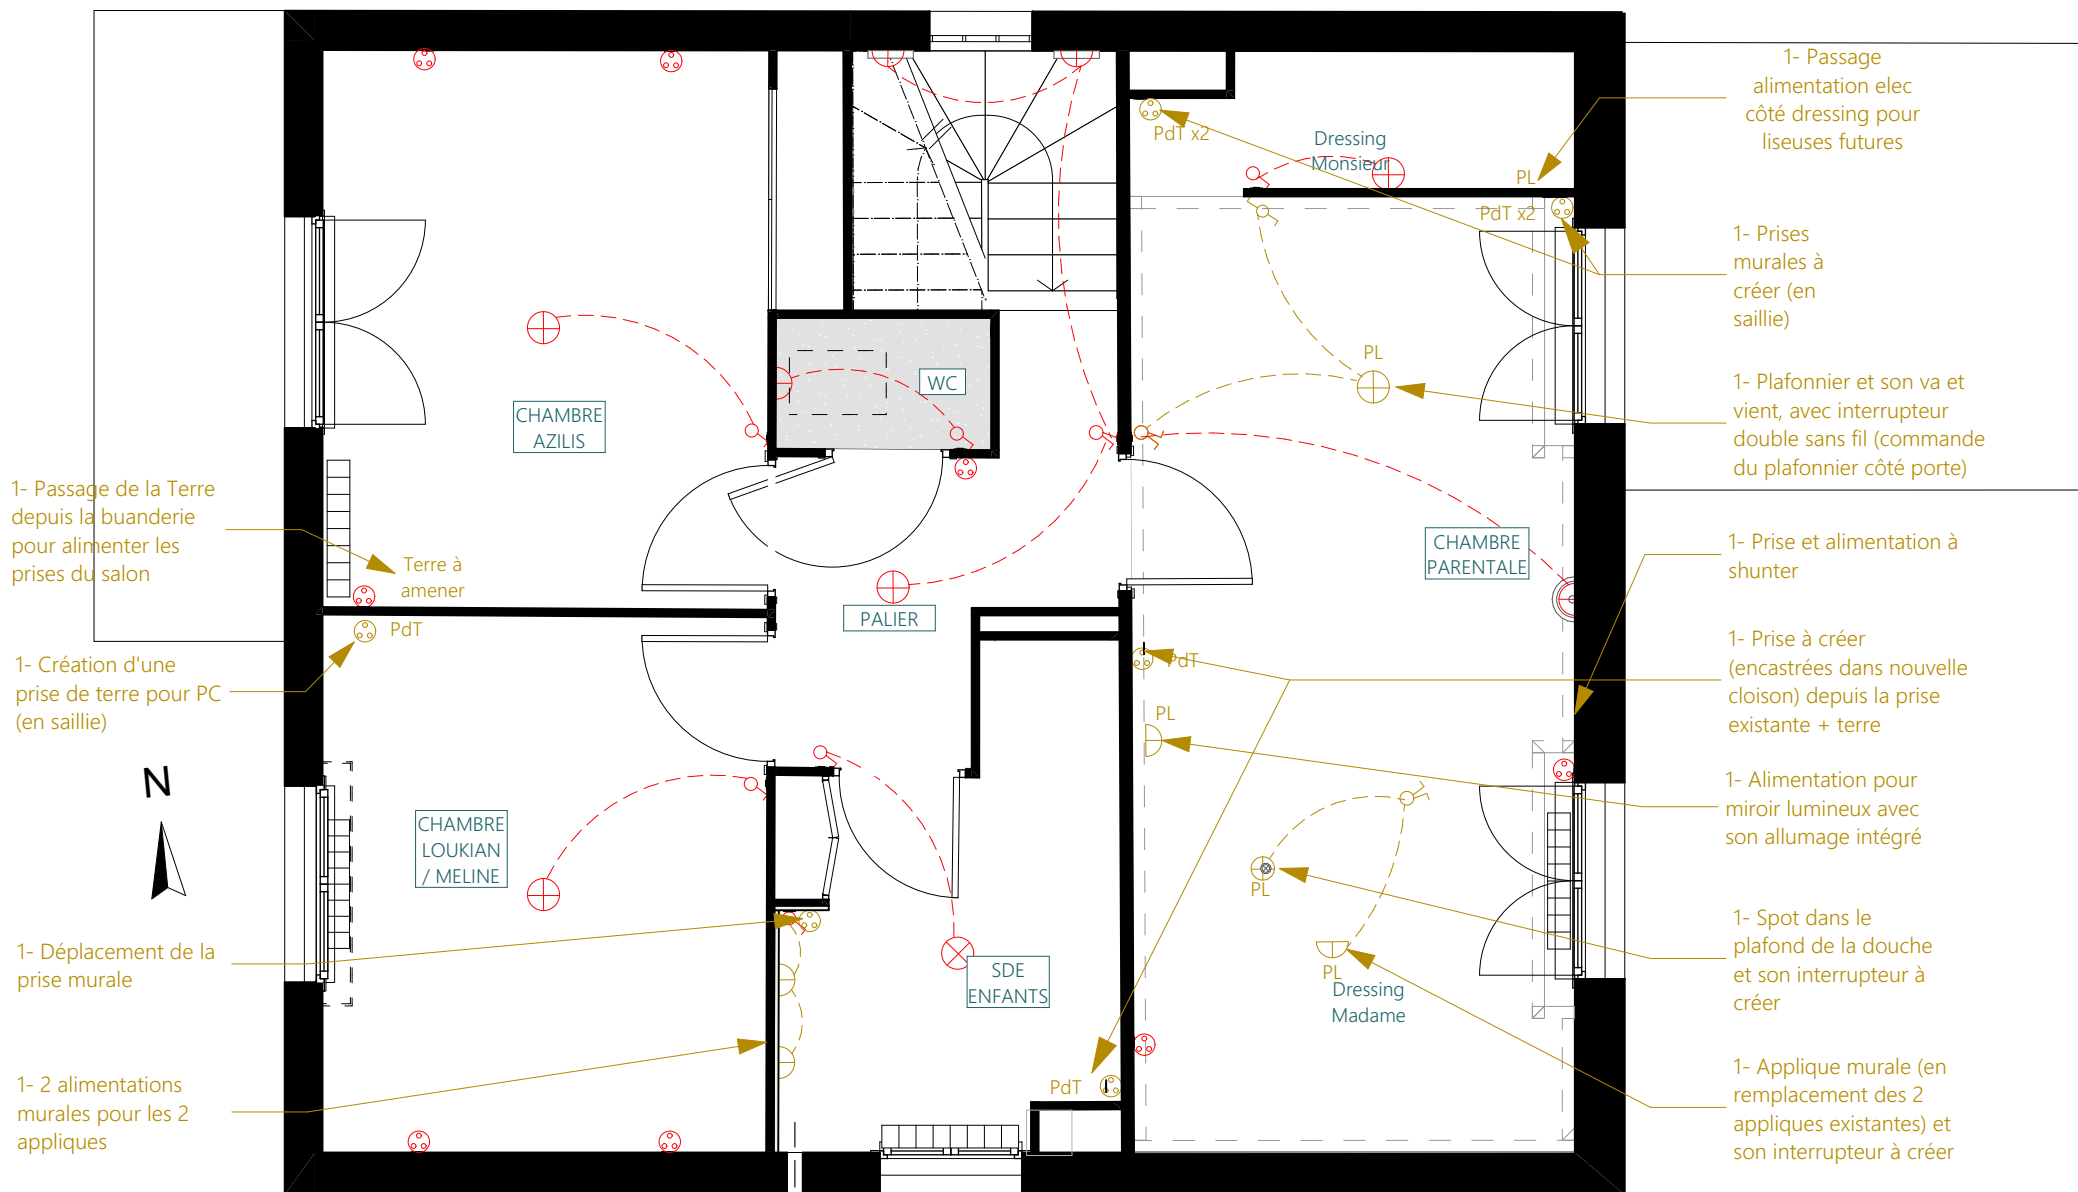 1- Passage
alimentation elec
côté dressing pour
liseuses futures
PdT x2
Dressing
Monsieur
PL
PdT x2
1- Prises
murales à
créer (en
saillie)
PL
WC
1- Plafonnier et son va et
vient, avec interrupteur
double sans fil (commande
du plafonnier côté porte)
CHAMBRE
AZILIS
1- Passage de la Terre
depuis la buanderie
pour alimenter les
prises du salon
Terre à
amener
CHAMBRE
PARENTALE
1- Prise et alimentation à
shunter
PALIER
PdT
PdT
1- Création d'une
prise de terre pour PC
(en saillie)
1- Prise à créer
(encastrées dans nouvelle
cloison) depuis la prise
existante + terre
PL
N
1- Alimentation pour
miroir lumineux avec
son allumage intégré
CHAMBRE
LOUKIAN
/ MELINE
PL
1- Déplacement de la
prise murale
1- Spot dans le
plafond de la douche
et son interrupteur à
créer
SDE
ENFANTS
PL
Dressing
Madame
1- 2 alimentations
murales pour les 2
appliques
PdT
1- Applique murale (en
remplacement des 2
appliques existantes) et
son interrupteur à créer